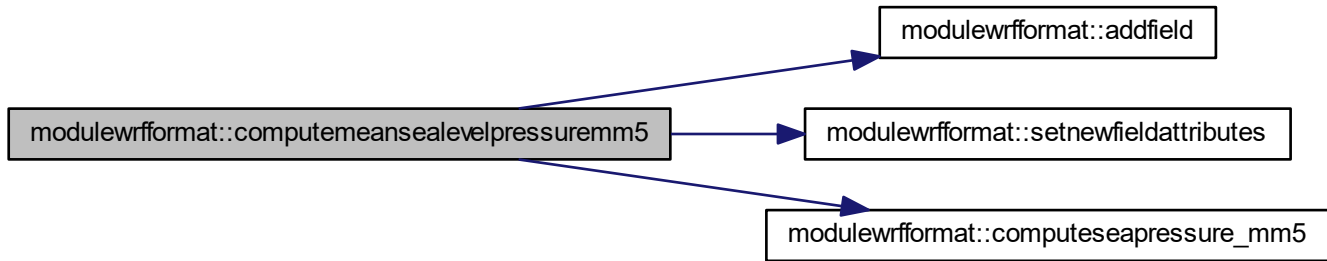 modulewrfformat::addfield
modulewrfformat::computemeansealevelpressuremm5
modulewrfformat::setnewfieldattributes
modulewrfformat::computeseapressure_mm5